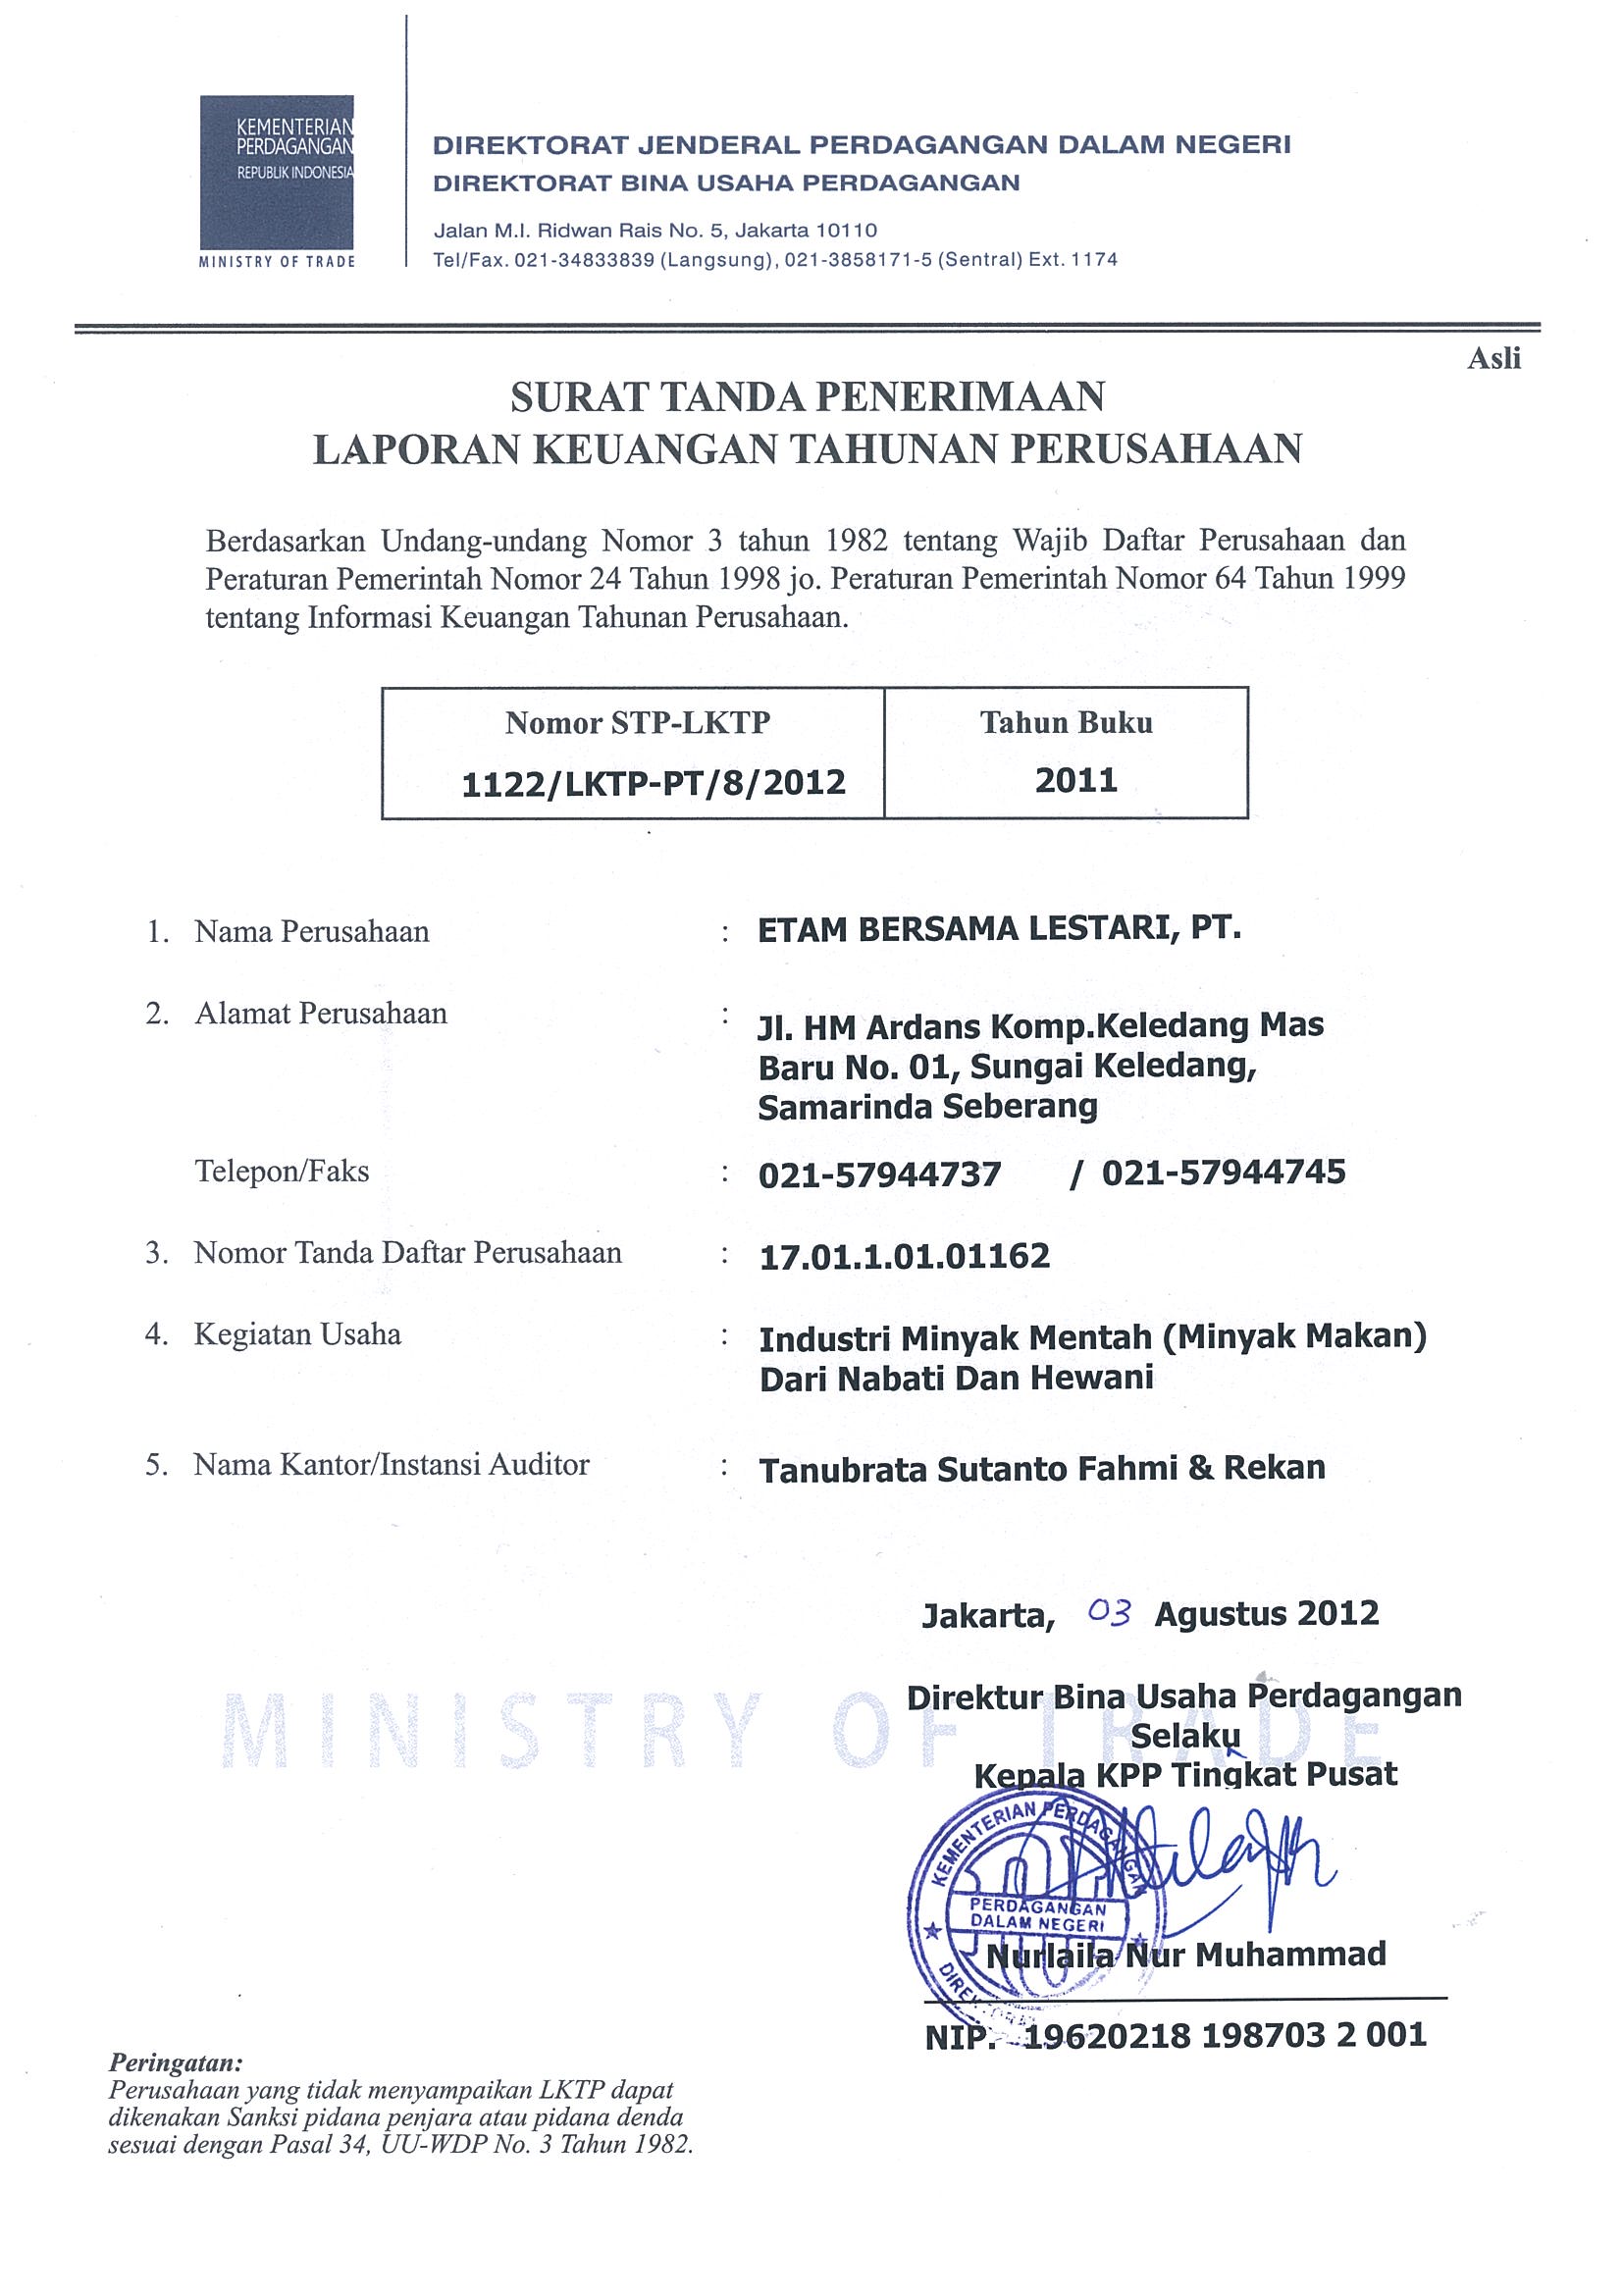 KEMENTERIAN
PERDAGANGAN
REPUBLIK INDONESIA
MINISTRY OF TRADE
DIREKTORAT JENDERAL PERDAGANGAN DALAM NEGERI
DIREKTORAT BINA USAHA PERDAGANGAN
Jalan M.I. Ridwan Rais No. 5, Jakarta 10110
Tel/Fax. 021-34833839 (Langsung), 021-3858171-5 (Sentral) Ext. 1174
Asli
SURAT TANDA PENERIMAAN
LAPORAN KEUANGAN TAHUNAN PERUSAHAAN
Berdasarkan Undang-undang Nomor 3 tahun 1982 tentang Wajib Daftar Perusahaan dan
Peraturan Pemerintah Nomor 24 Tahun 1998 jo. Peraturan Pemerintah Nomor 64 Tahun 1999
tentang Informasi Keuangan Tahunan Perusahaan.
Nomor STP-LKTP Tahun Buku
1122/LKTP-PT/8/2012 2011
1. Nama Perusahaan : ETAM BERSAMA LESTARI, PT.
2. Alamat Perusahaan : Jl. HM Ardans Komp.Keledang Mas
Baru No. 01, Sungai Keledang,
Samarinda Seberang
Telepon/Faks : 021-57944737 / 021-57944745
3. Nomor Tanda Daftar Perusahaan : 17.01.1.01.01162
4. Kegiatan Usaha : Industri Minyak Mentah (Minyak Makan)
Dari Nabati Dan Hewani
5. Nama Kantor/Instansi Auditor : Tanubrata Sutanto Fahmi & Rekan
Jakarta, 03 Agustus 2012
MINISTRY OF TRADE
Direktur Bina Usaha Perdagangan
Selaku
Kepala KPP Tingkat Pusat
KEMENTERIAN PERDAGANGAN
PERDAGANGAN
DALAM NEGERI
Nurlaila Nur Muhammad
NIP. 19620218 198703 2 001
Peringatan:
Perusahaan yang tidak menyampaikan LKTP dapat
dikenakan Sanksi pidana penjara atau pidana denda
sesuai dengan Pasal 34, UU-WDP No. 3 Tahun 1982.